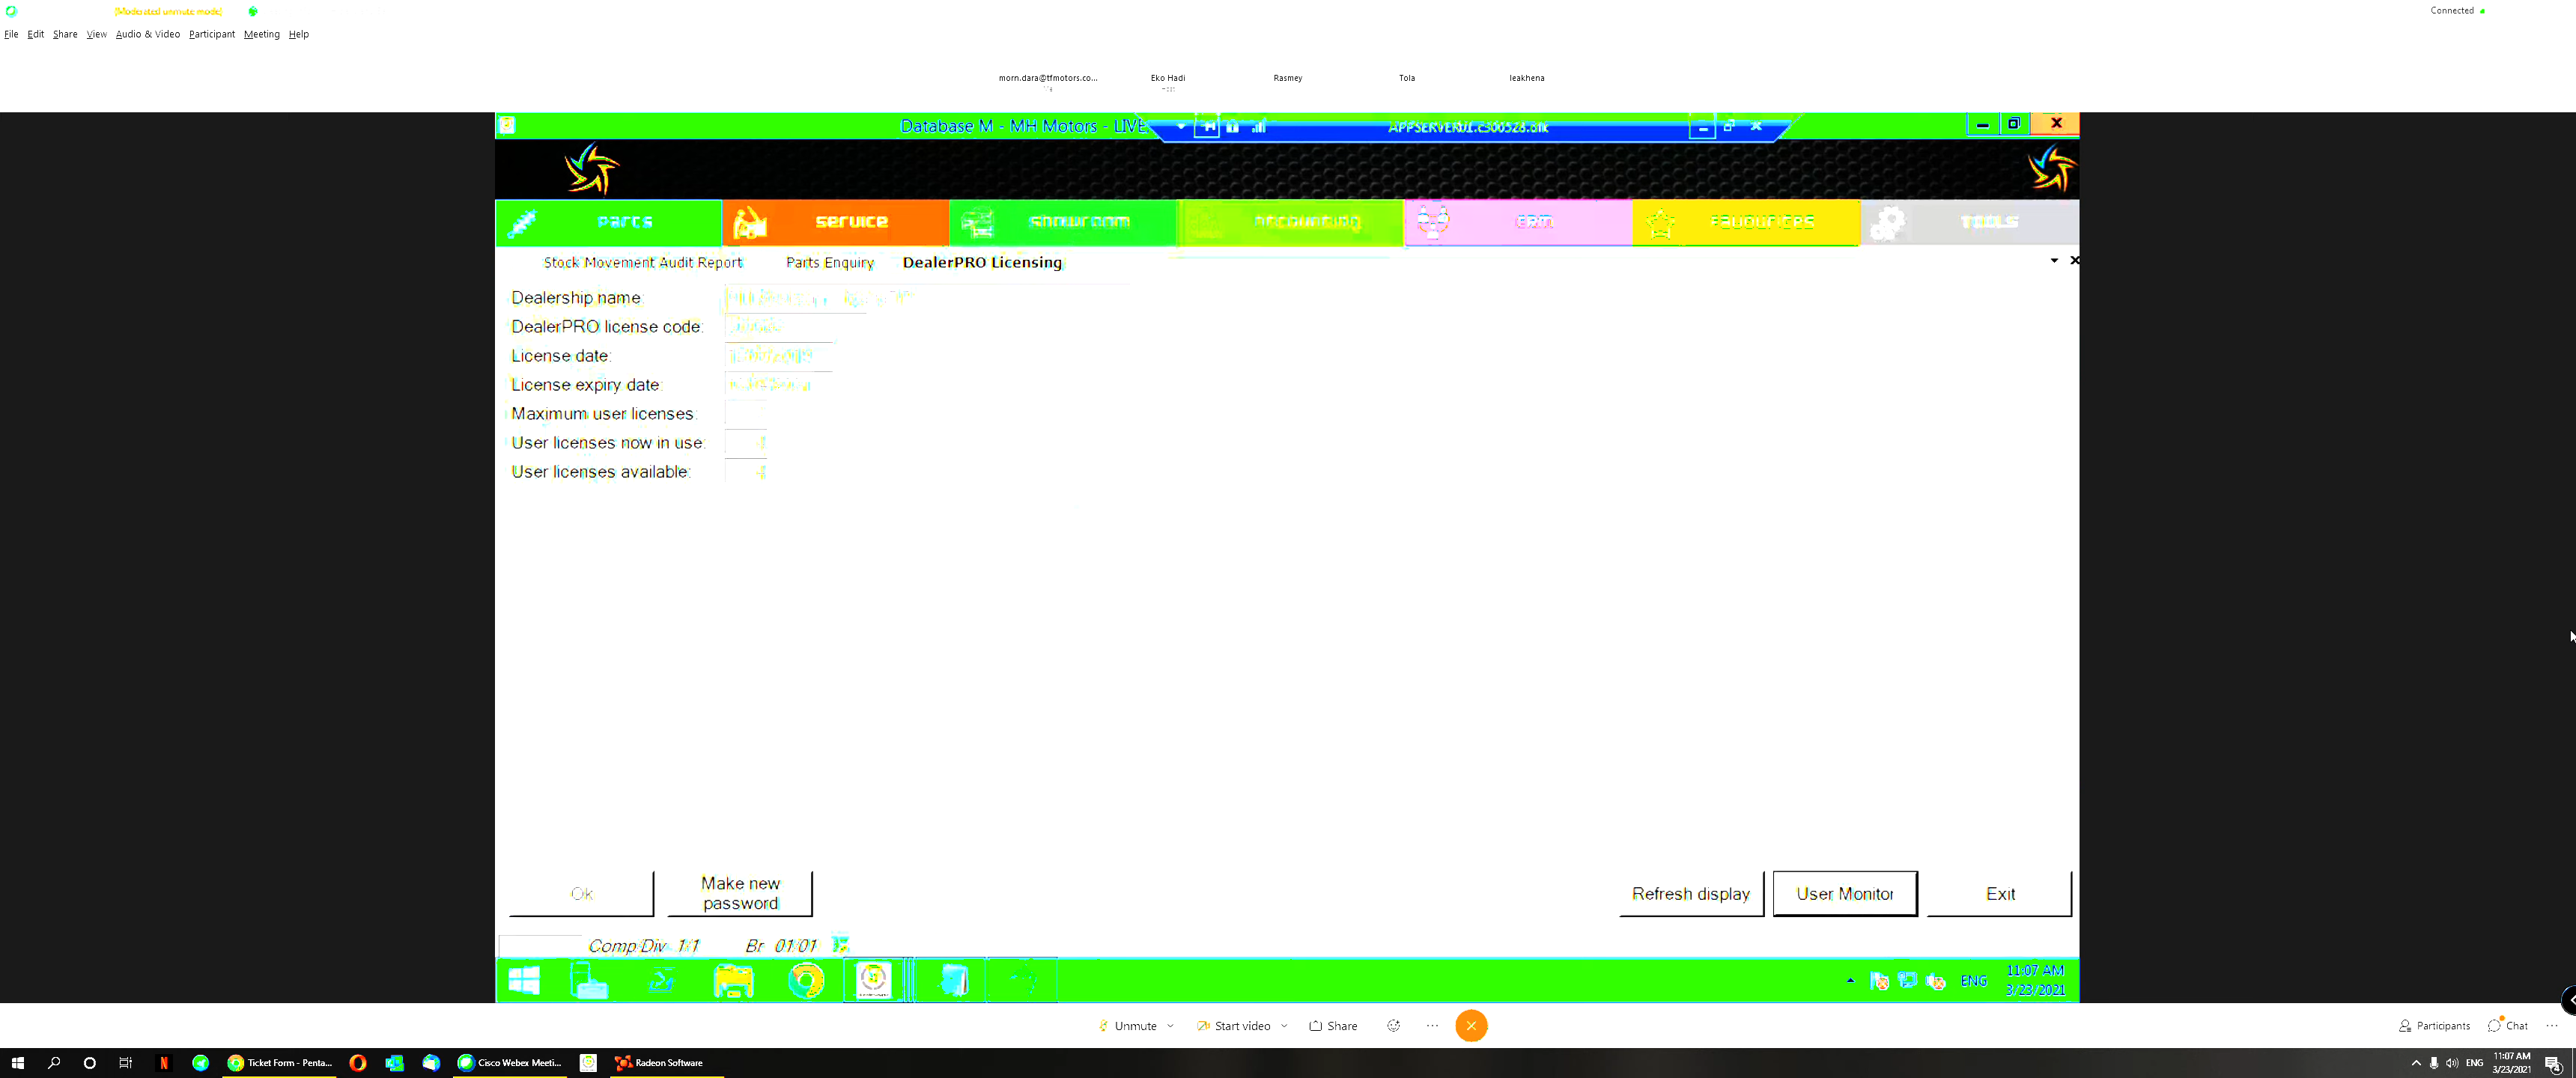 [Moderated unmute mode]
Connected
File Edit Share View Audio & Video Participant Meeting Help
morn.dara@tfmotors.co... Eko Hadi Rasmey Tola leakhena
Database M - MH Motors - LIVE
parts service showroom accounting crm favourites tools
Stock Movement Audit Report Parts Enquiry DealerPRO Licensing
Dealership name:
DealerPRO license code:
License date:
License expiry date:
Maximum user licenses:
User licenses now in use: 4
User licenses available: 4
Ok Make new password Refresh display User Monitor Exit
Comp/Div 1/1 Br 01/01
ENG 11:07 AM
3/23/2021
Unmute Start video Share Participants Chat
Ticket Form - Penta... Cisco Webex Meeti... Radeon Software ENG 11:07 AM
3/23/2021